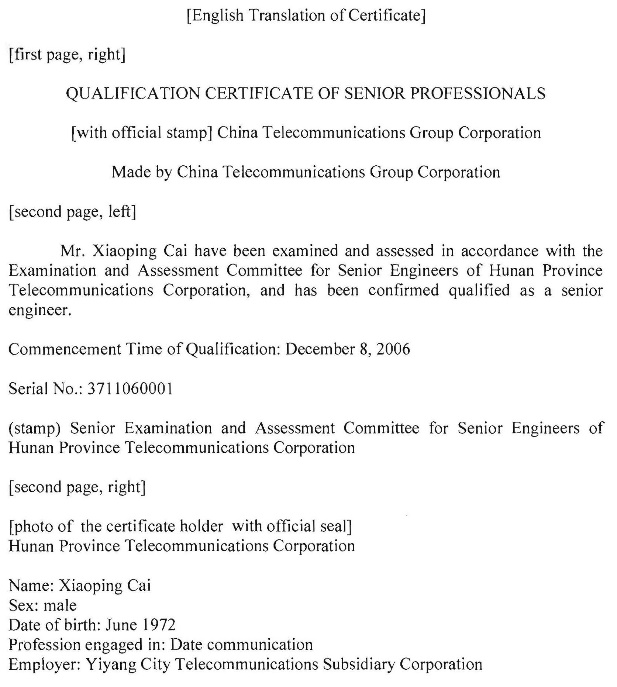 [English Translation of Certificate]
[first page, right]
QUALIFICATION CERTIFICATE OF SENIOR PROFESSIONALS
[with official stamp] China Telecommunications Group Corporation
Made by China Telecommunications Group Corporation
[second page, left]
Mr. Xiaoping Cai have been examined and assessed in accordance with the
Examination and Assessment Committee for Senior Engineers of Hunan Province
Telecommunications Corporation, and has been confirmed qualified as a senior
engineer.
Commencement Time of Qualification: December 8, 2006
Serial No.: 3711060001
(stamp) Senior Examination and Assessment Committee for Senior Engineers of
Hunan Province Telecommunications Corporation
[second page, right]
[photo of the certificate holder with official seal]
Hunan Province Telecommunications Corporation
Name: Xiaoping Cai
Sex: male
Date of birth: June 1972
Profession engaged in: Date communication
Employer: Yiyang City Telecommunications Subsidiary Corporation